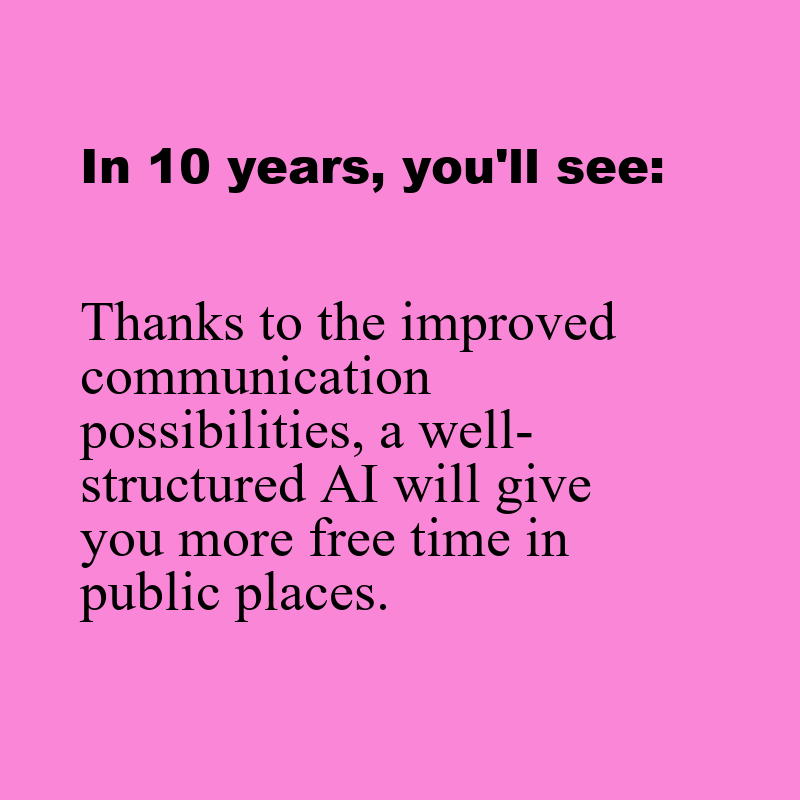 In 10 years, you'll see:
Thanks to the improved
communication
possibilities, a well-
structured AI will give
you more free time in
public places.